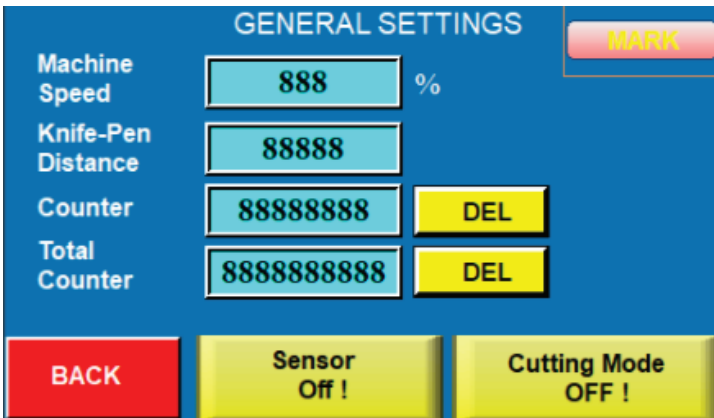 GENERAL SETTINGS
MARK
Machine
Speed
888 %
Knife-Pen
Distance
88888
Counter
88888888 DEL
Total
Counter
8888888888 DEL
BACK
Sensor
Off !
Cutting Mode
OFF !